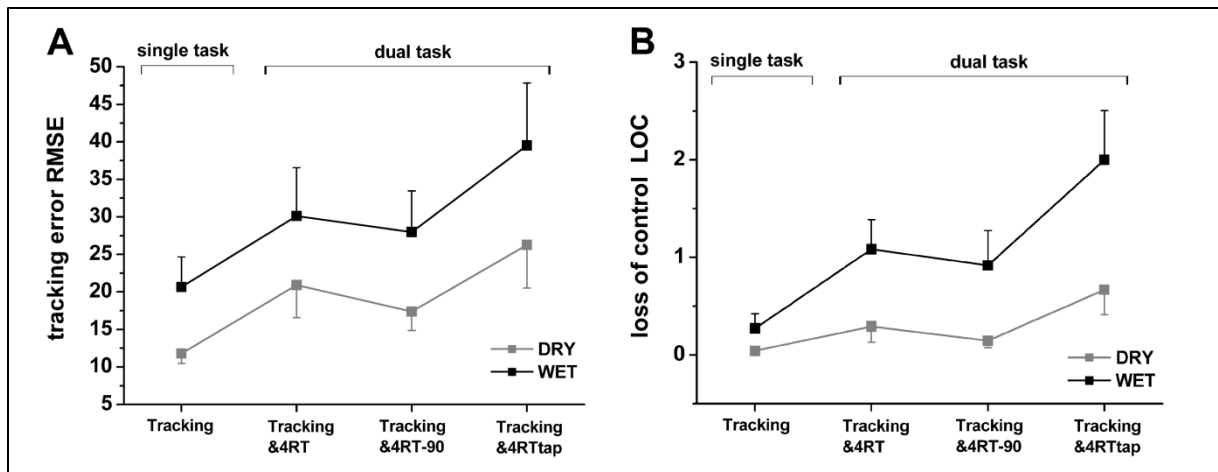 A
single task
dual task
tracking error RMSE
50
45
40
35
30
25
20
15
10
5
DRY
WET
Tracking
Tracking
&4RT
Tracking
&4RT-90
Tracking
&4RTtap
B
single task
dual task
loss of control LOC
3
2
1
0
DRY
WET
Tracking
Tracking
&4RT
Tracking
&4RT-90
Tracking
&4RTtap